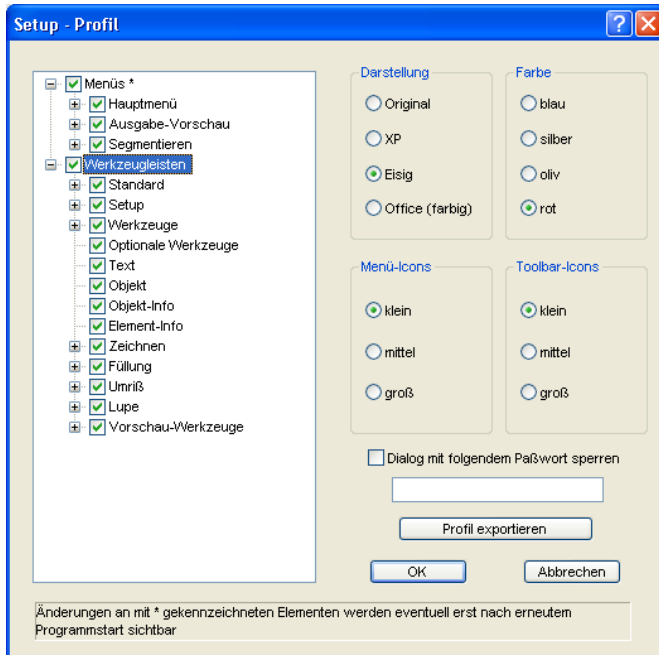 Setup - Profil
Menüs *
Hauptmenü
Ausgabe-Vorschau
Segmentieren
Werkzeugleisten
Standard
Setup
Werkzeuge
Optionale Werkzeuge
Text
Objekt
Objekt-Info
Element-Info
Zeichnen
Füllung
Umriß
Lupe
Vorschau-Werkzeuge
Darstellung
Original
XP
Eisig
Office (farbig)
Farbe
blau
silber
oliv
rot
Menü-Icons
klein
mittel
groß
Toolbar-Icons
klein
mittel
groß
Dialog mit folgendem Paßwort sperren
Profil exportieren
OK
Abbrechen
Änderungen an mit * gekennzeichneten Elementen werden eventuell erst nach erneutem
Programmstart sichtbar